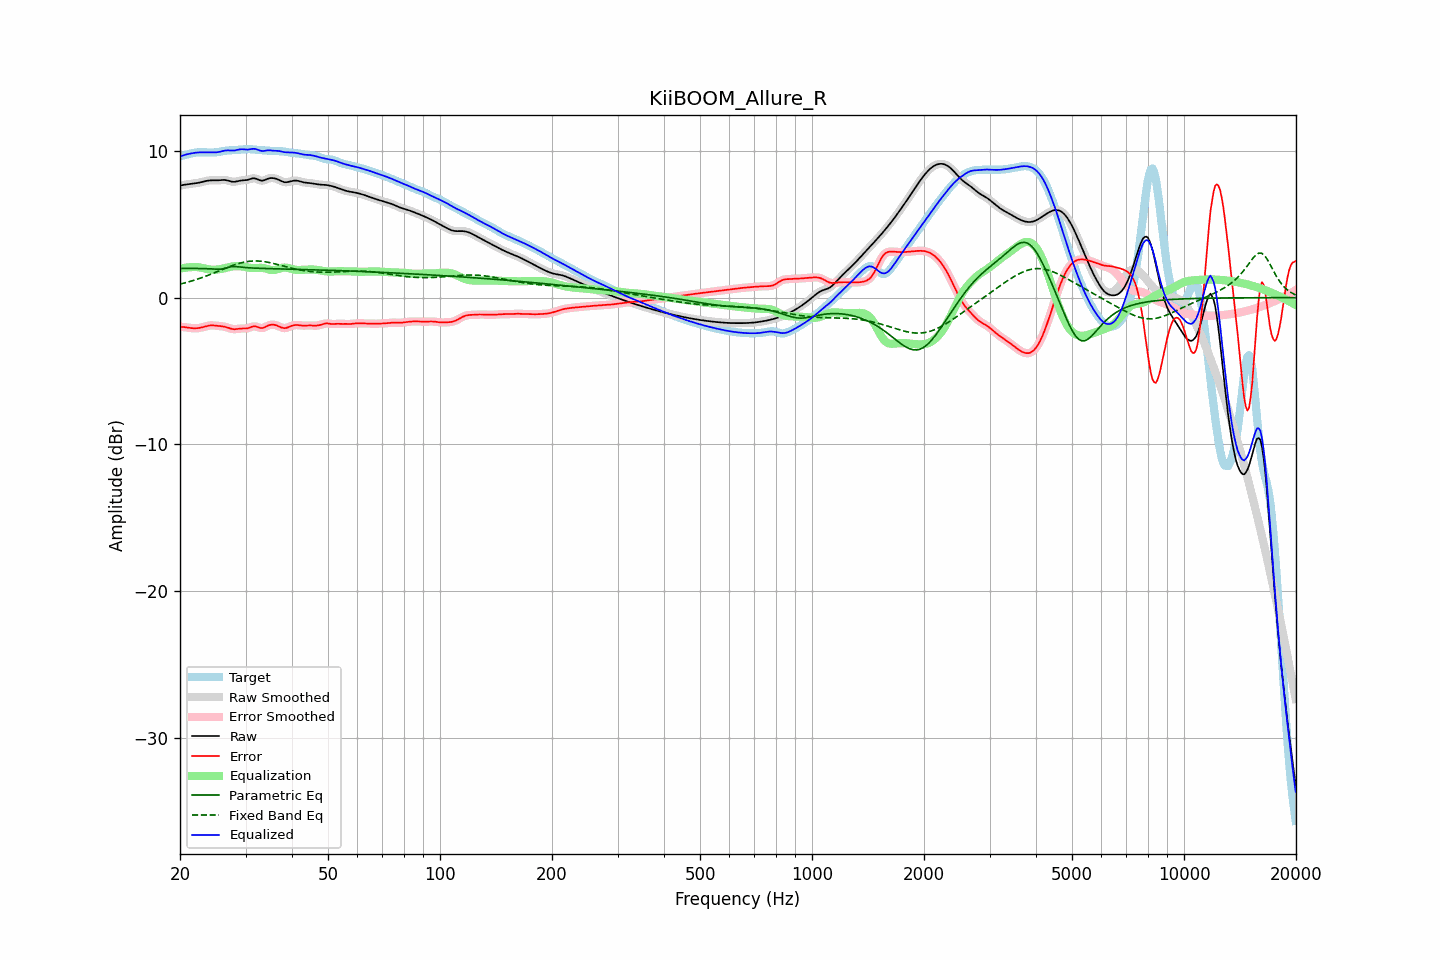 KiiBOOM_Allure_R
10
0
−10
−20
−30
Amplitude (dBr)
Target
Raw Smoothed
Error Smoothed
Raw
Error
Equalization
Parametric Eq
Fixed Band Eq
Equalized
20 50 100 200 500 1000 2000 5000 10000 20000
Frequency (Hz)